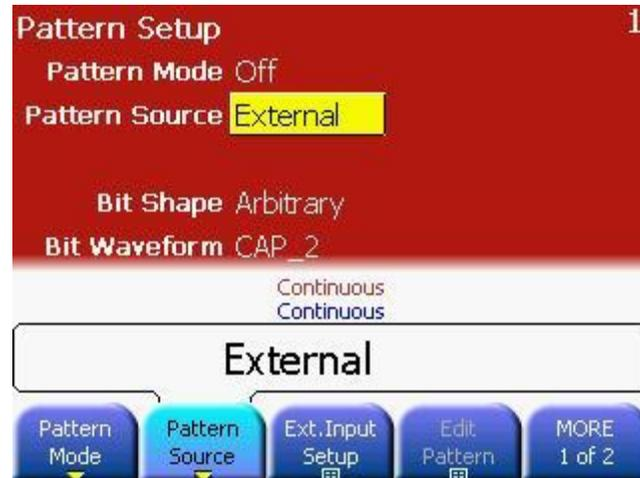 Pattern Setup 1
Pattern Mode Off
Pattern Source External
Bit Shape Arbitrary
Bit Waveform CAP_2
Continuous
Continuous
External
Pattern Mode
Pattern Source
Ext.Input Setup
Edit Pattern
MORE 1 of 2